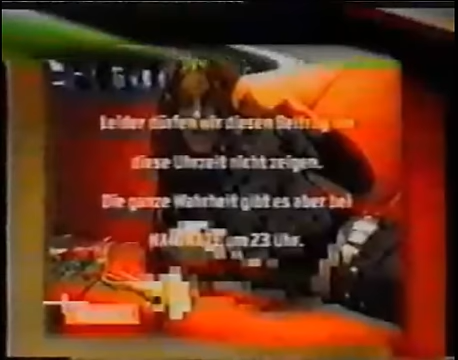 Leider dürfen wir diesen Beitrag um
diese Uhrzeit nicht zeigen.
Die ganze Wahrheit gibt es aber bei
um 23 Uhr.